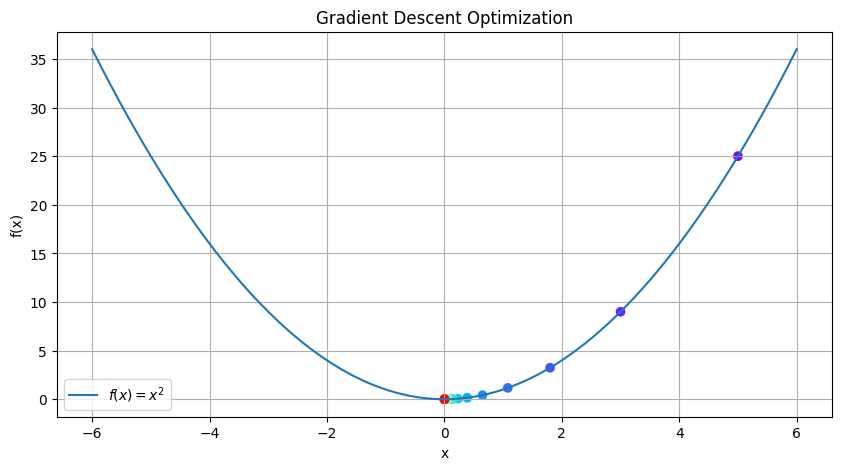 Gradient Descent Optimization
35
30
25
20
15
10
5
0
f(x)
f(x) = x²
−6 −4 −2 0 2 4 6
x